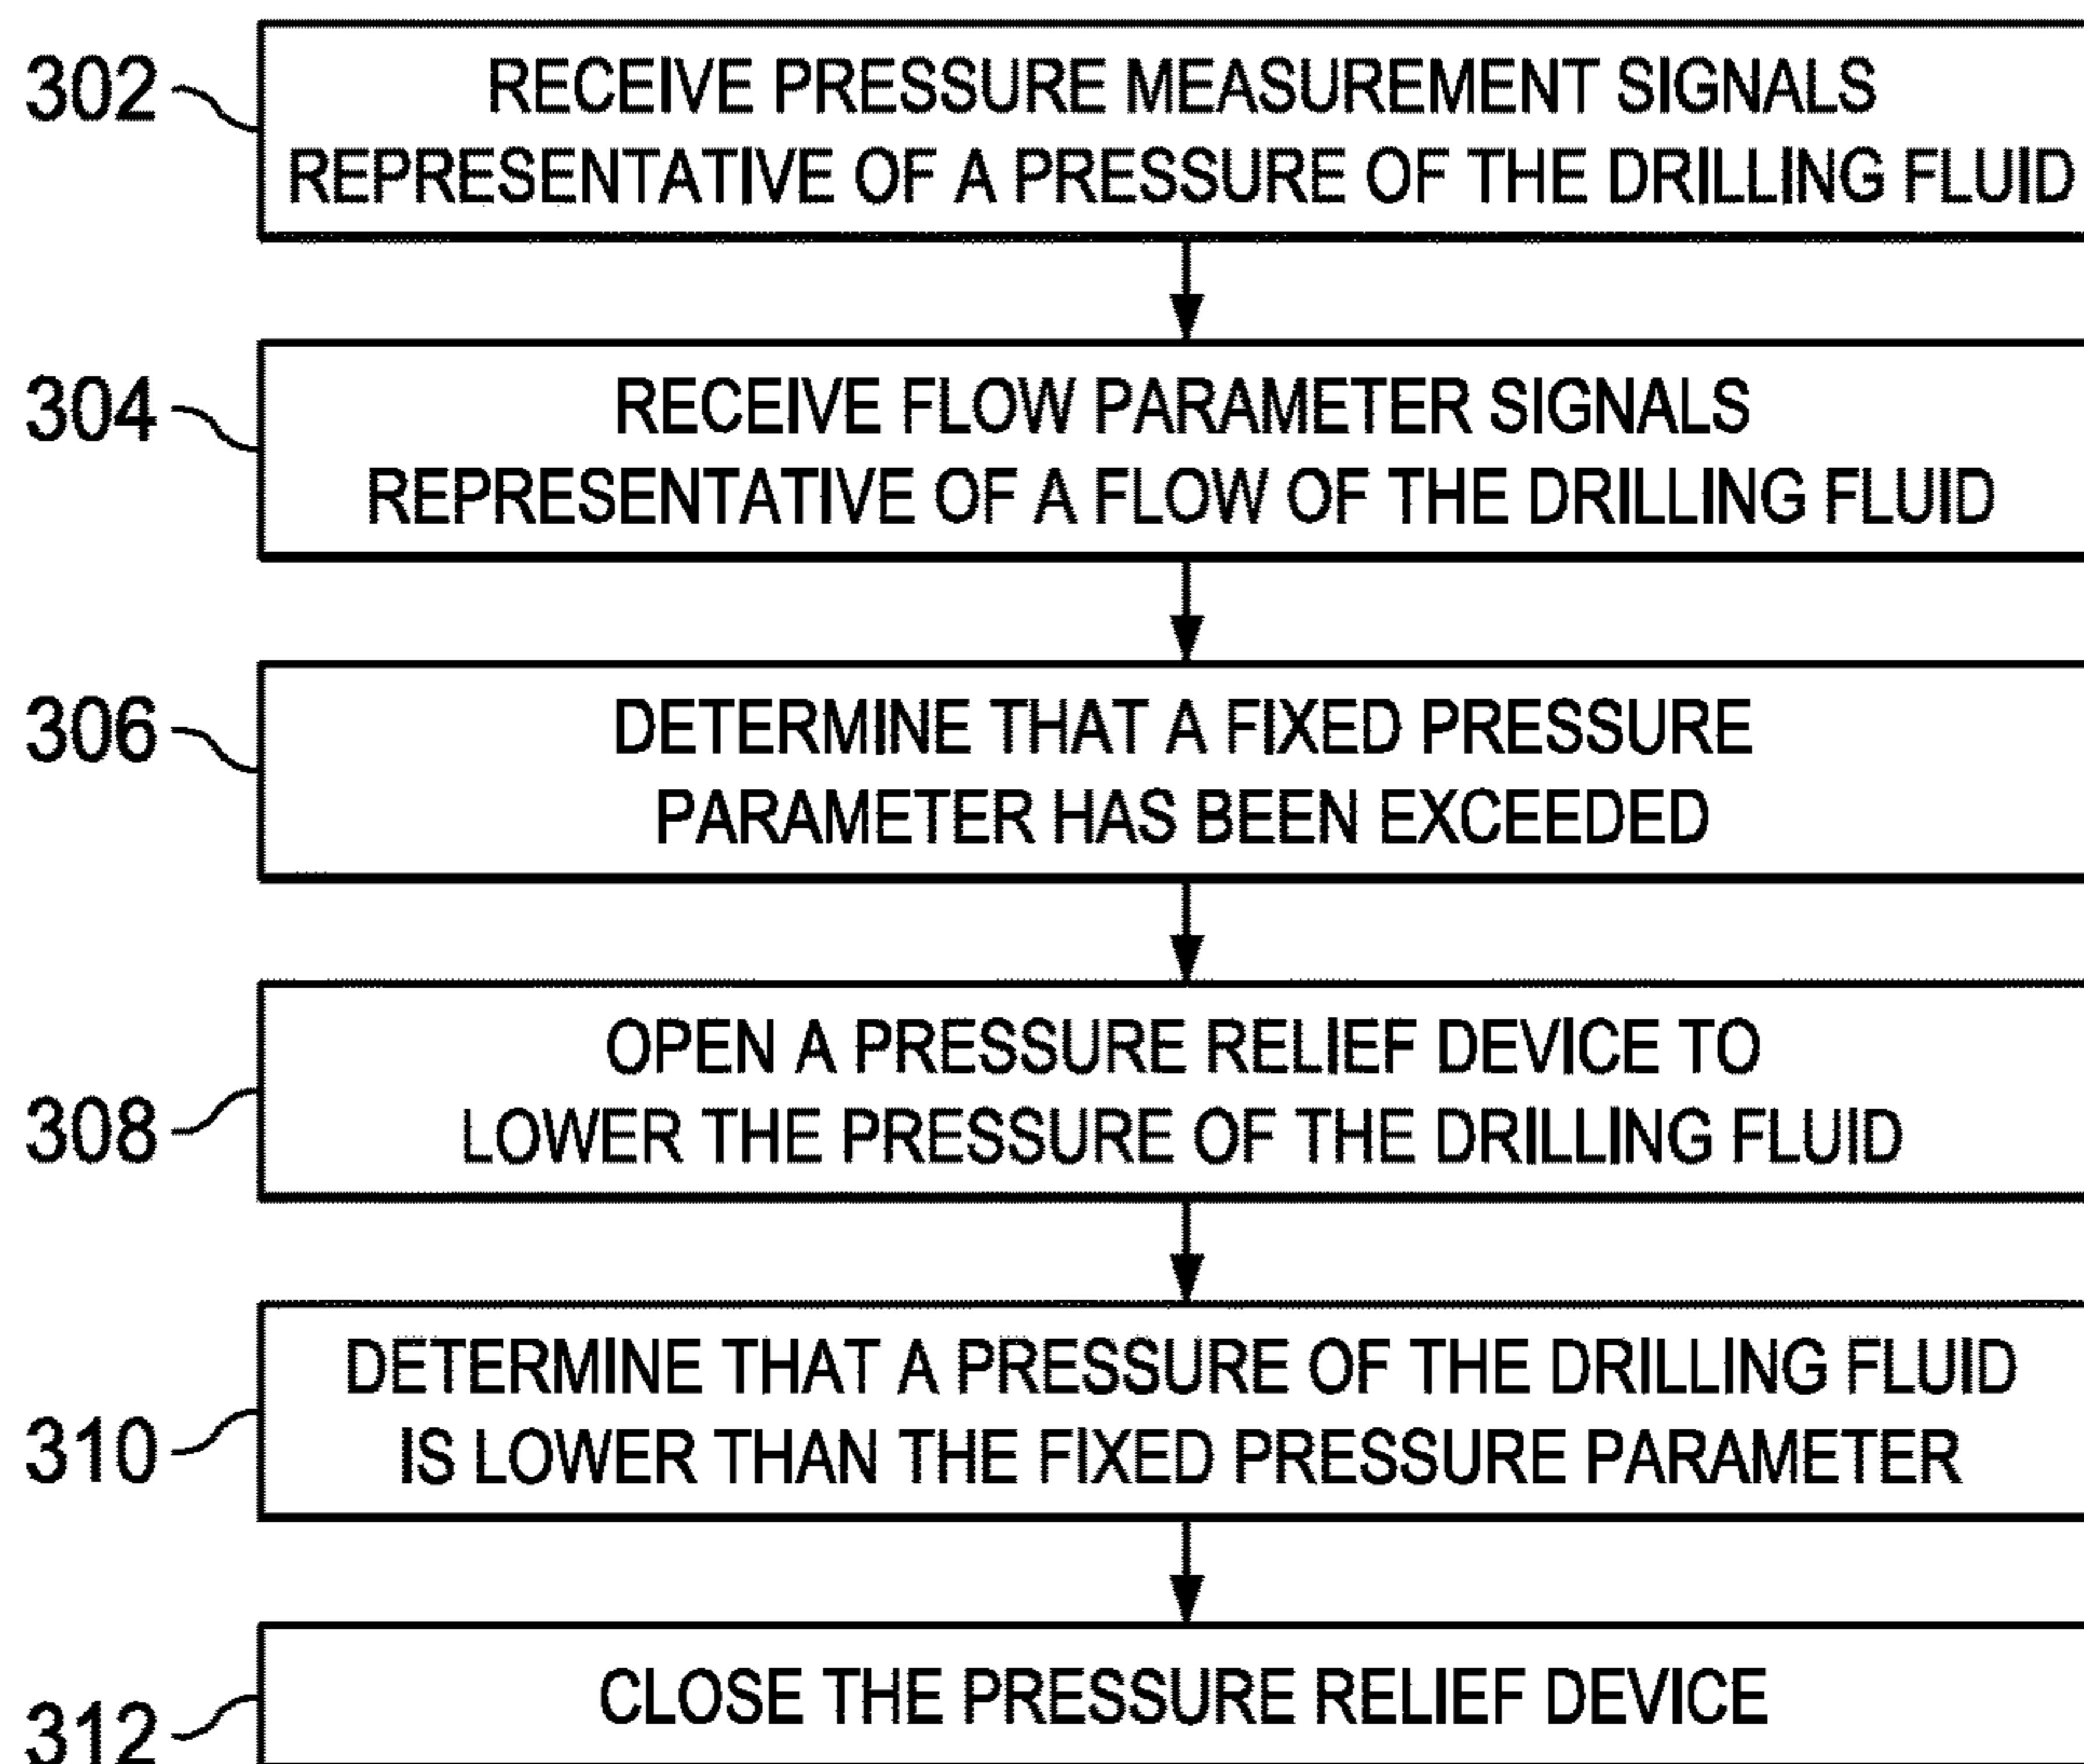 302
RECEIVE PRESSURE MEASUREMENT SIGNALS
REPRESENTATIVE OF A PRESSURE OF THE DRILLING FLUID
304
RECEIVE FLOW PARAMETER SIGNALS
REPRESENTATIVE OF A FLOW OF THE DRILLING FLUID
306
DETERMINE THAT A FIXED PRESSURE
PARAMETER HAS BEEN EXCEEDED
308
OPEN A PRESSURE RELIEF DEVICE TO
LOWER THE PRESSURE OF THE DRILLING FLUID
310
DETERMINE THAT A PRESSURE OF THE DRILLING FLUID
IS LOWER THAN THE FIXED PRESSURE PARAMETER
312
CLOSE THE PRESSURE RELIEF DEVICE